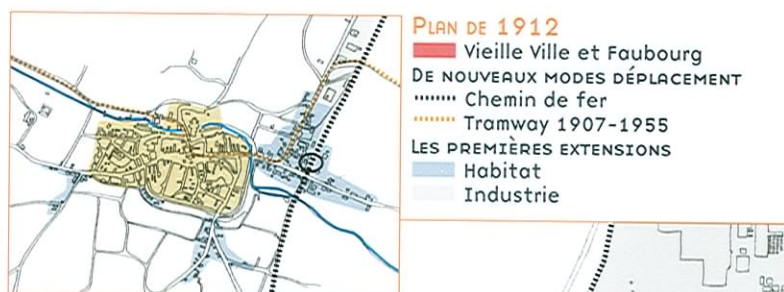 PLAN DE 1912
Vieille Ville et Faubourg
DE NOUVEAUX MODES DÉPLACEMENT
Chemin de fer
Tramway 1907-1955
LES PREMIÈRES EXTENSIONS
Habitat
Industrie